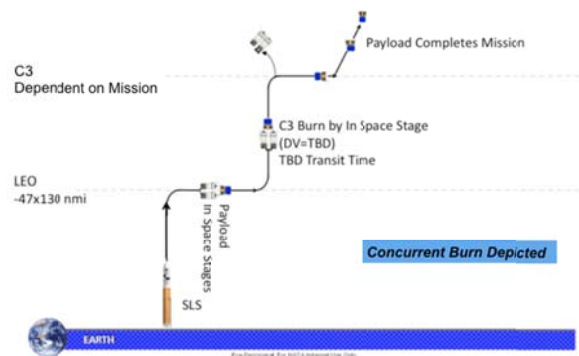 Payload Completes Mission
C3
Dependent on Mission
C3 Burn by In Space Stage
(DV=TBD)
TBD Transit Time
LEO
-47x130 nmi
Payload
In Space Stages
Concurrent Burn Depicted
SLS
EARTH